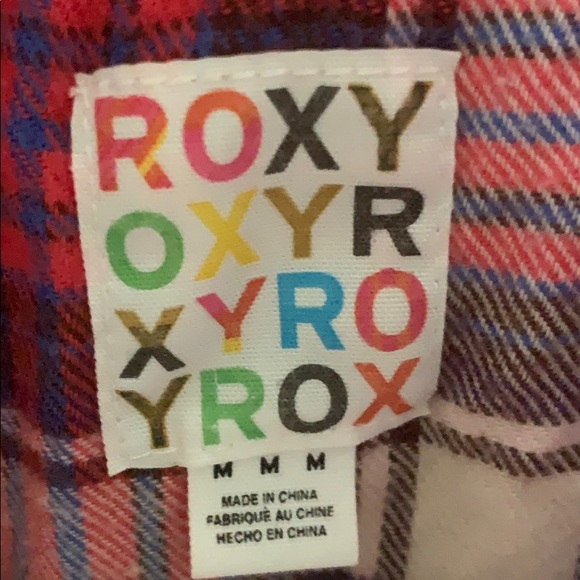 ROXY
OXYR
XYRO
YROX
M M M
MADE IN CHINA
FABRIQUÉ AU CHINE
HECHO EN CHINA